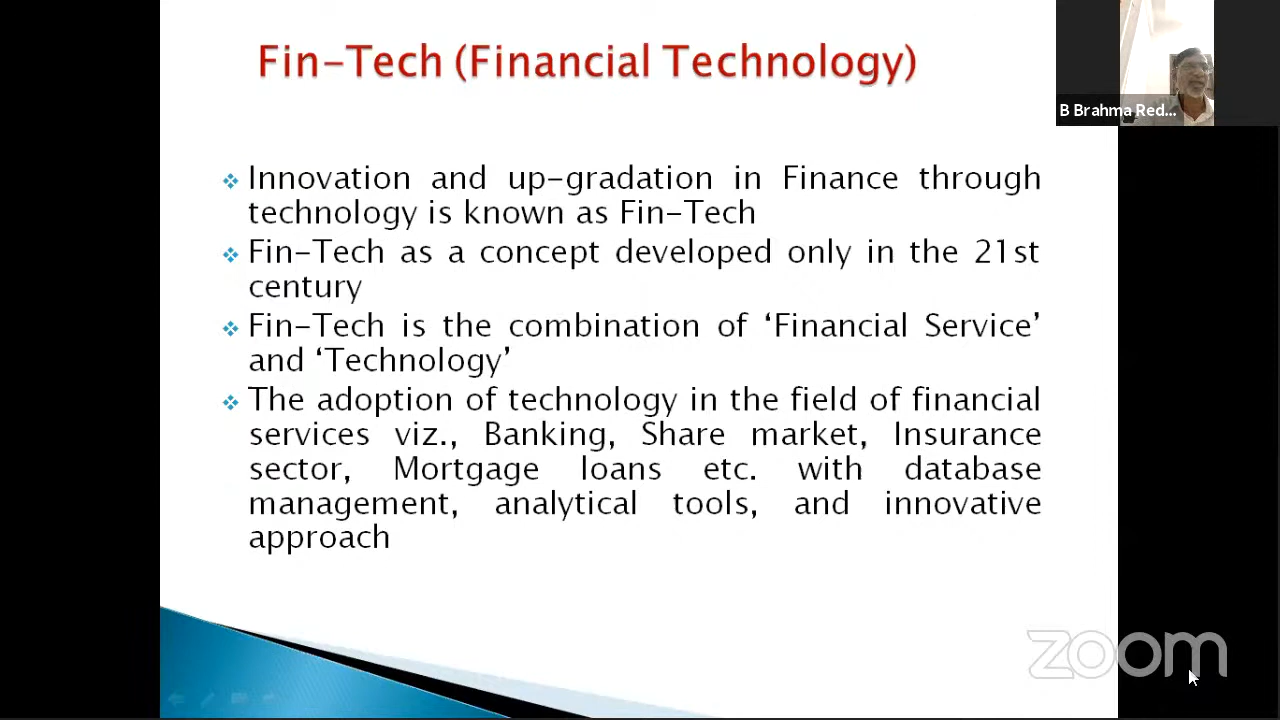 Fin-Tech (Financial Technology)
B Brahma Red...
Innovation and up-gradation in Finance through
technology is known as Fin-Tech
Fin-Tech as a concept developed only in the 21st
century
Fin-Tech is the combination of ‘Financial Service’
and ‘Technology’
The adoption of technology in the field of financial
services viz., Banking, Share market, Insurance
sector, Mortgage loans etc. with database
management, analytical tools, and innovative
approach
zoom